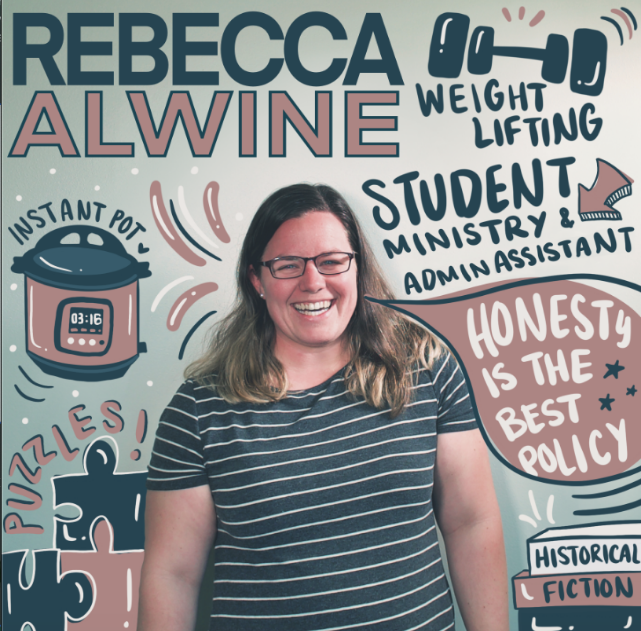 REBECCA
ALWINE
WEIGHT
LIFTING
STUDENT
MINISTRY &
ADMIN ASSISTANT
INSTANT POT
03:16
HONESTY
IS THE
BEST
POLICY
PUZZLES!
HISTORICAL
FICTION